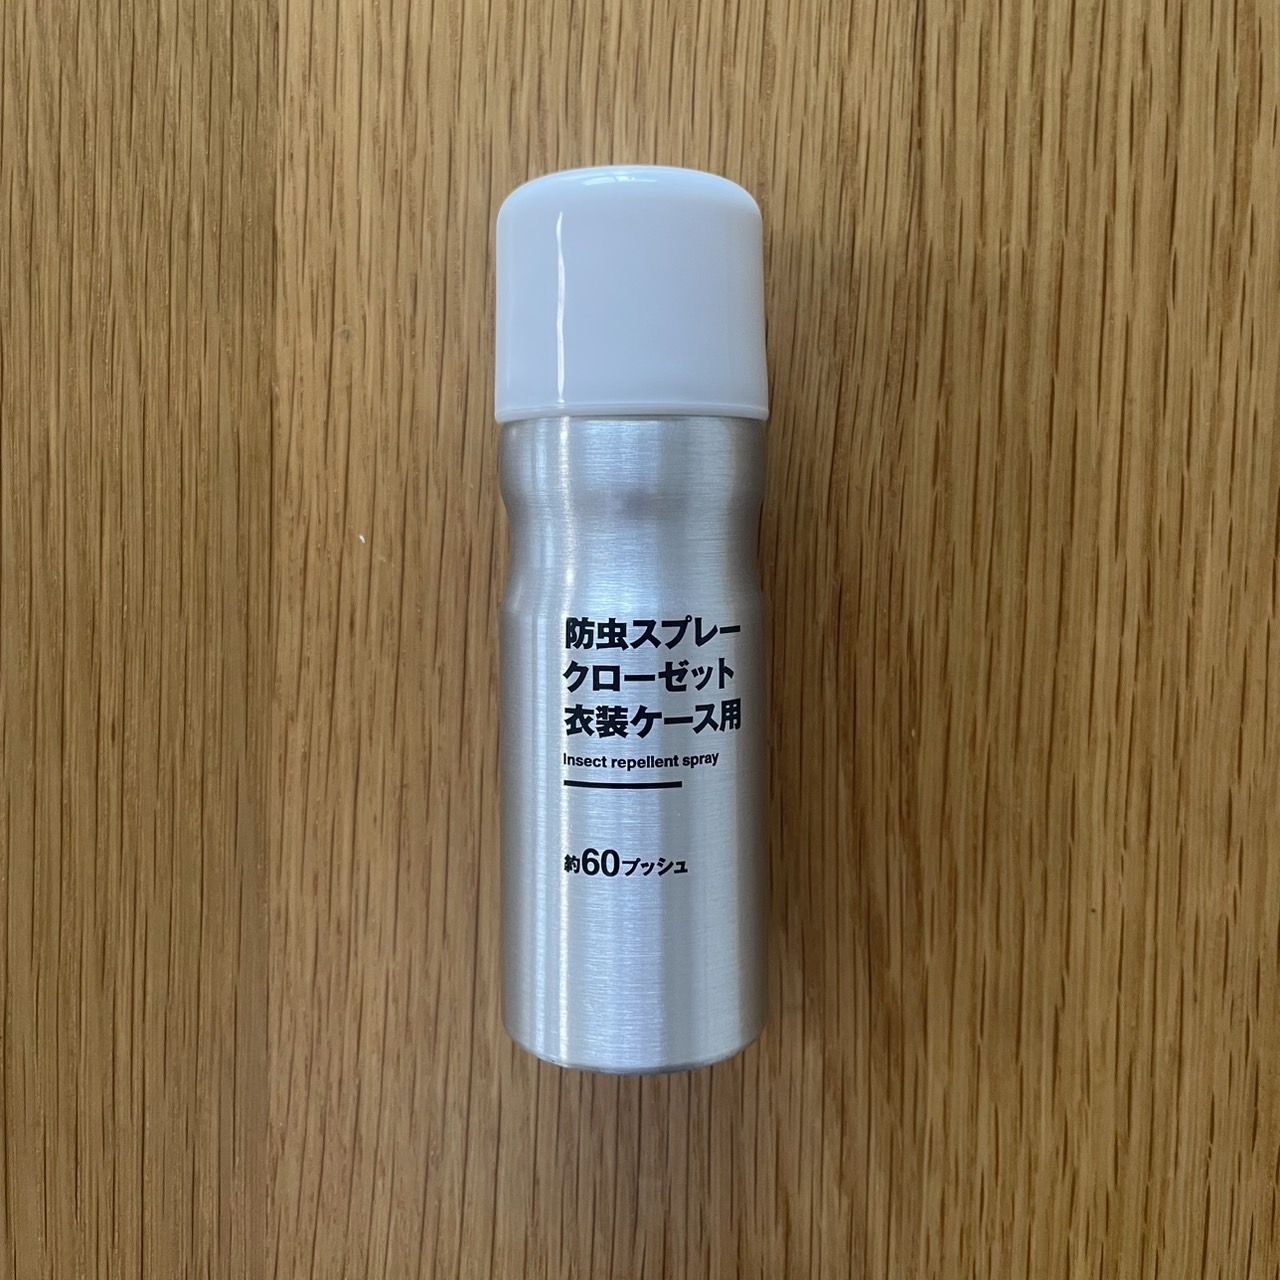 防虫スプレー
クローゼット
衣装ケース用
Insect repellent spray
約60プッシュ